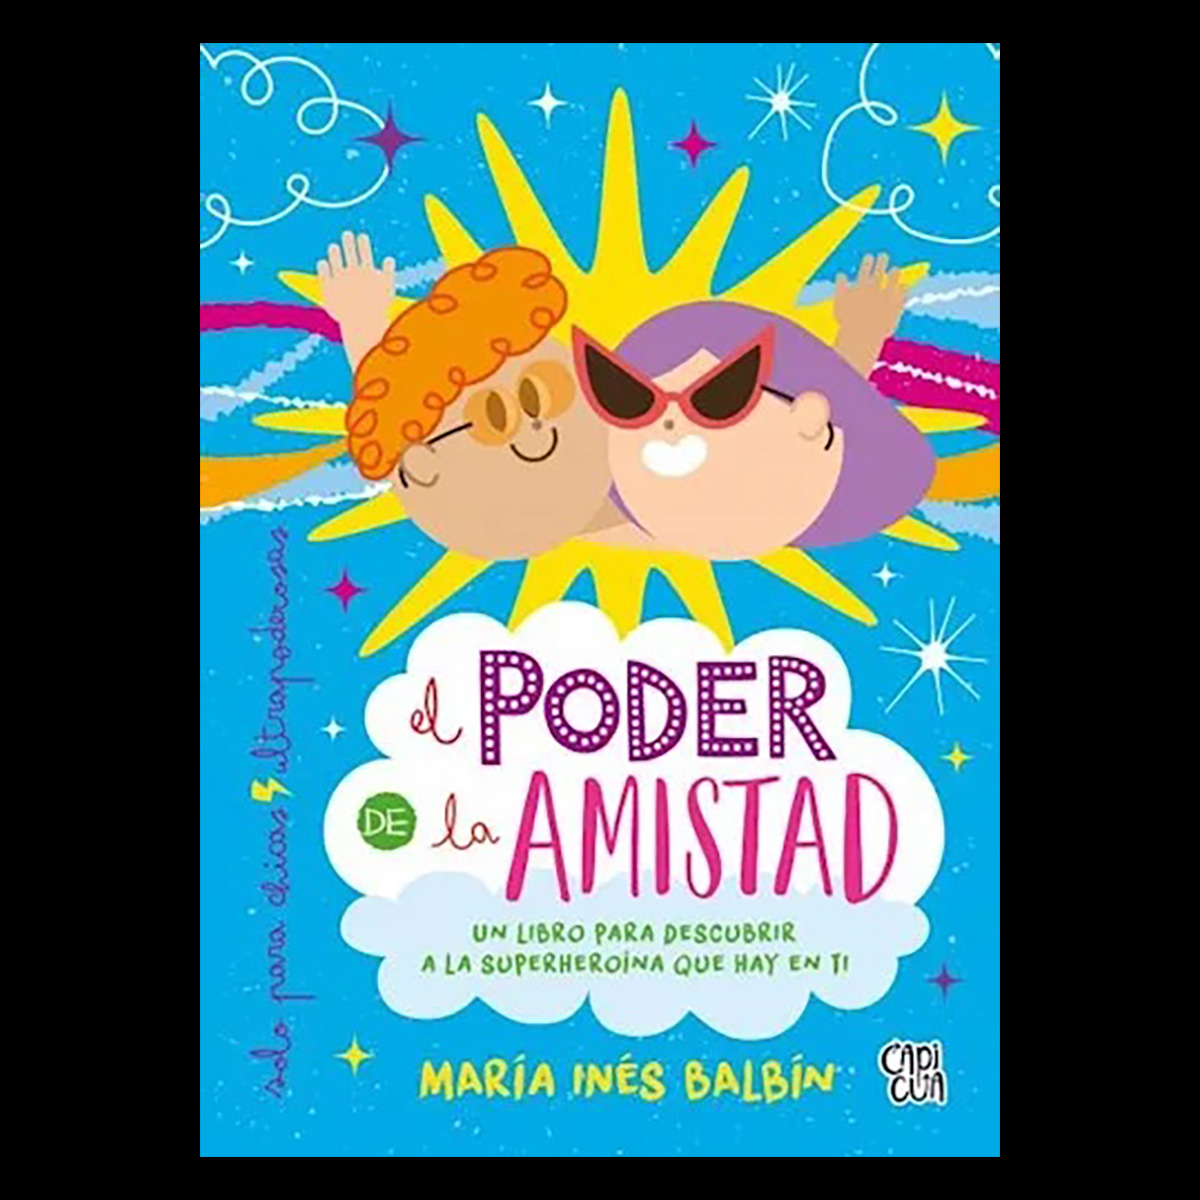 solo para chicas ultrapoderosas
el PODER
DE la AMISTAD
UN LIBRO PARA DESCUBRIR
A LA SUPERHEROÍNA QUE HAY EN TI
MARÍA INÉS BALBÍN
CAPI
CUA